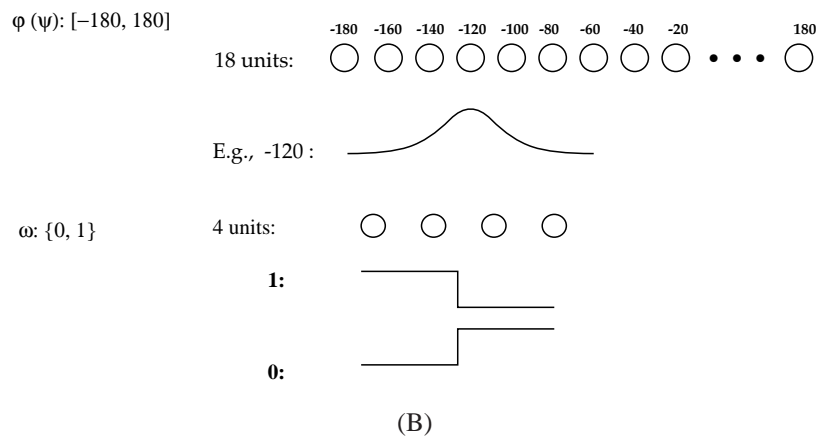 φ (ψ): [−180, 180]
-180 -160 -140 -120 -100 -80 -60 -40 -20 180
18 units:
E.g., -120 :
ω: {0, 1} 4 units:
1:
0:
(B)